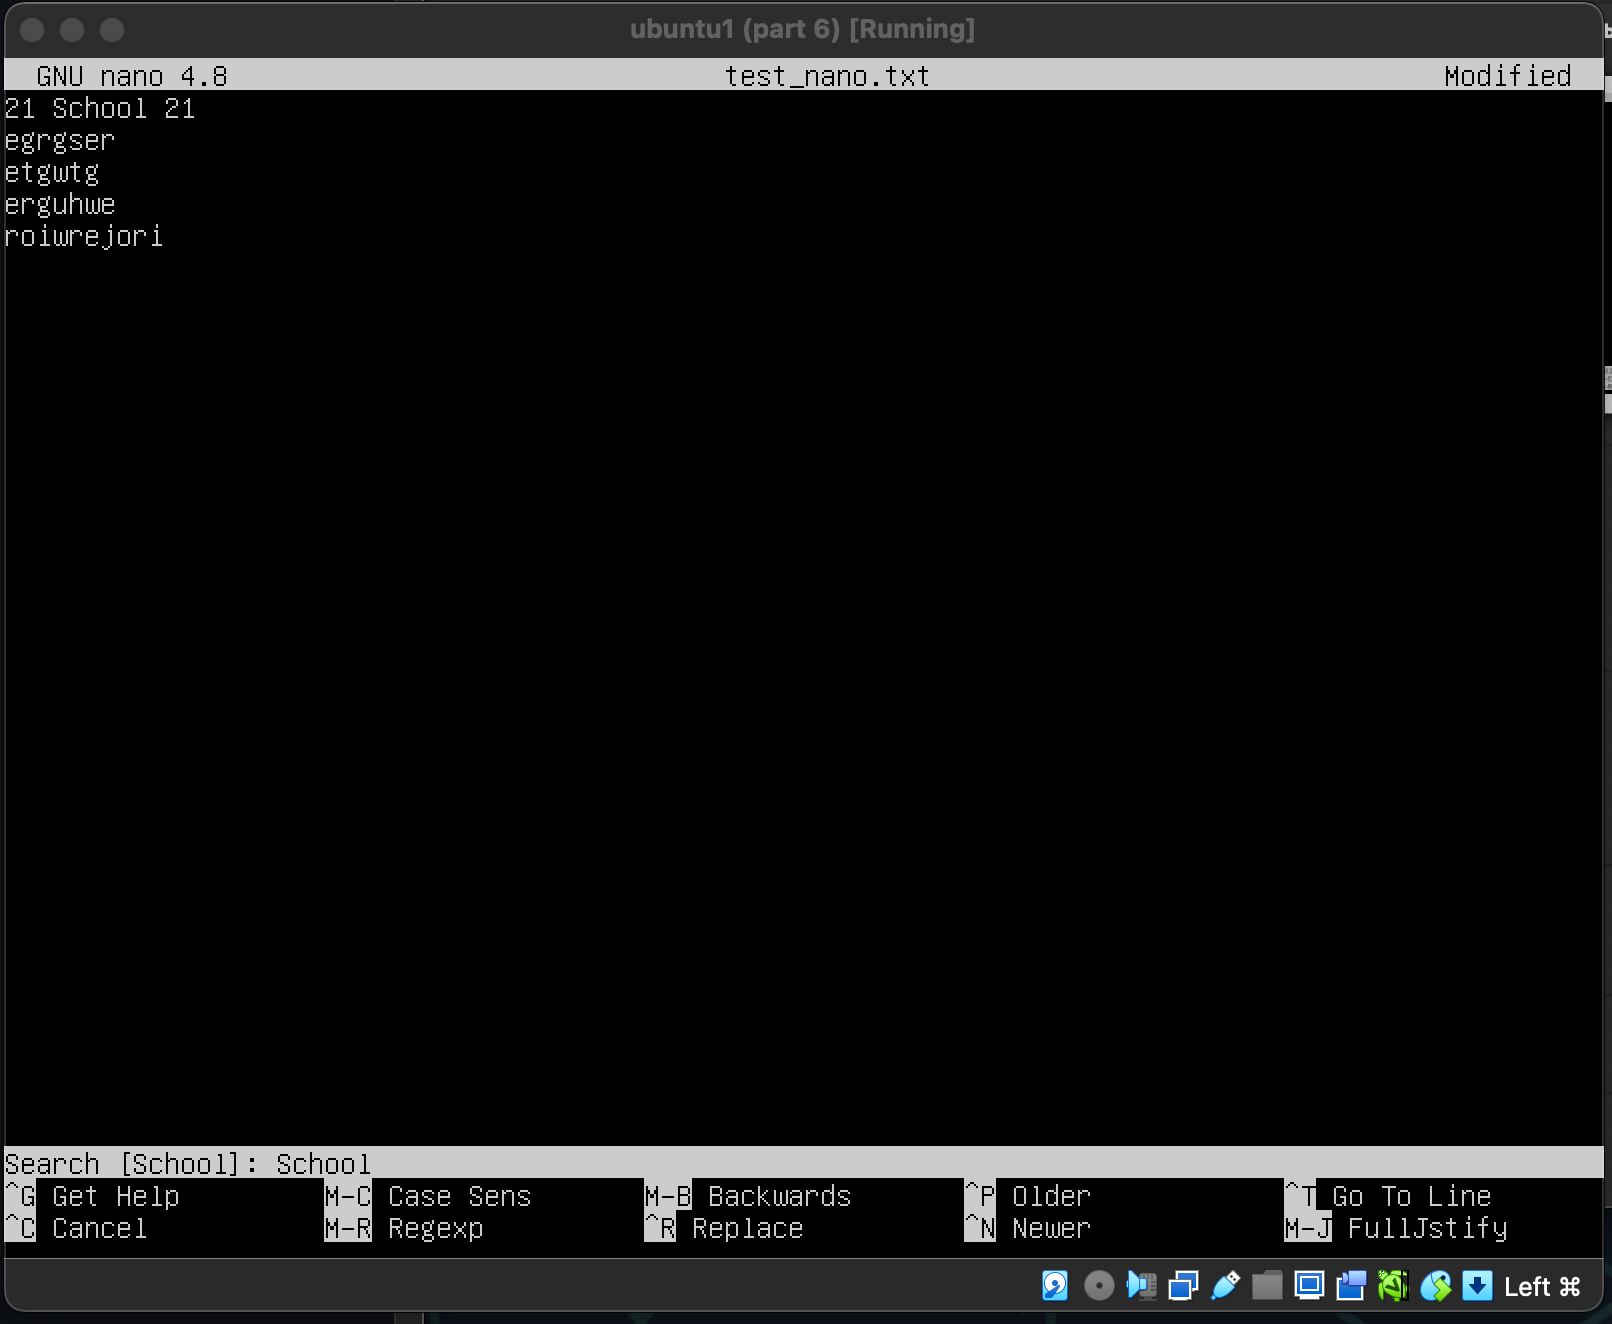 ubuntu1 (part 6) [Running]
GNU nano 4.8 test_nano.txt Modified
21 School 21
egrgser
etgwtg
erguhwe
roiwrejori
Search [School]: School
^G Get Help M-C Case Sens M-B Backwards ^P Older ^T Go To Line
^C Cancel M-R Regexp ^R Replace ^N Newer M-J FullJstify
Left ⌘